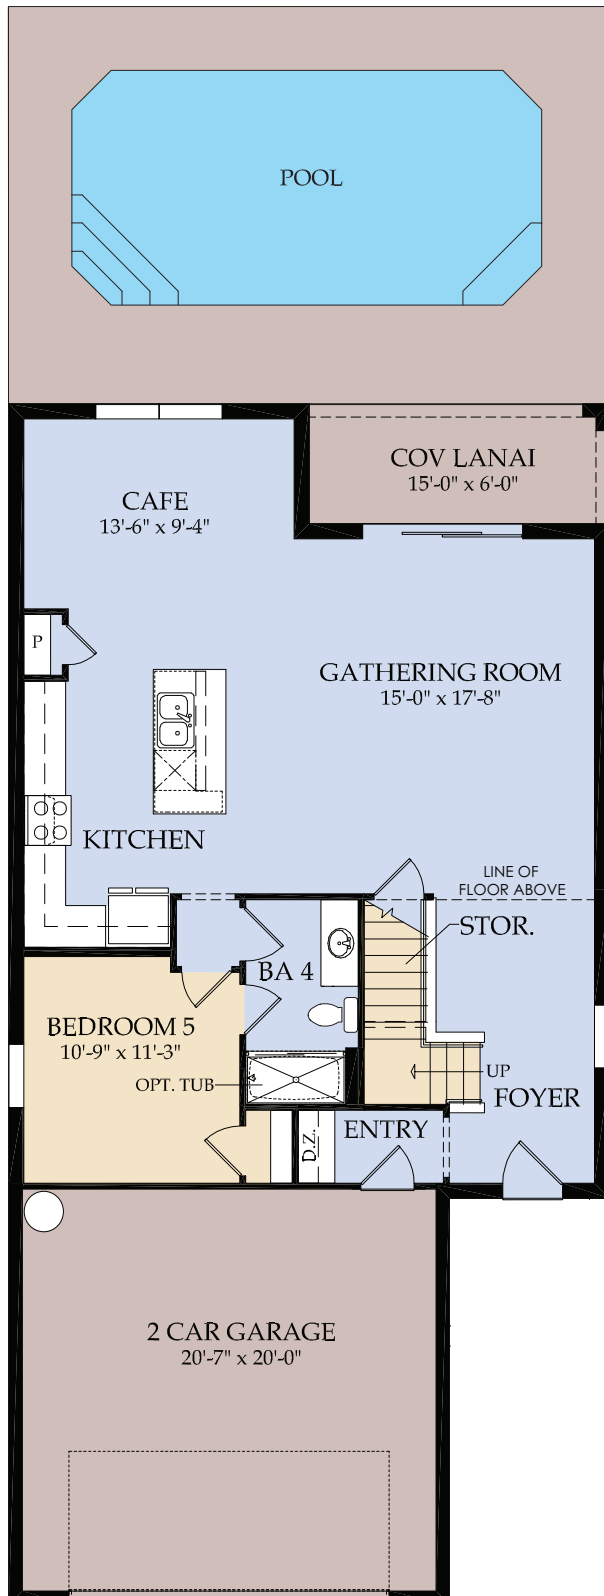 POOL
COV LANAI
15'-0" x 6'-0"
CAFE
13'-6" x 9'-4"
P
GATHERING ROOM
15'-0" x 17'-8"
KITCHEN
LINE OF
FLOOR ABOVE
STOR.
BA 4
BEDROOM 5
10'-9" x 11'-3"
OPT. TUB
UP
FOYER
ENTRY
D.Z.
2 CAR GARAGE
20'-7" x 20'-0"